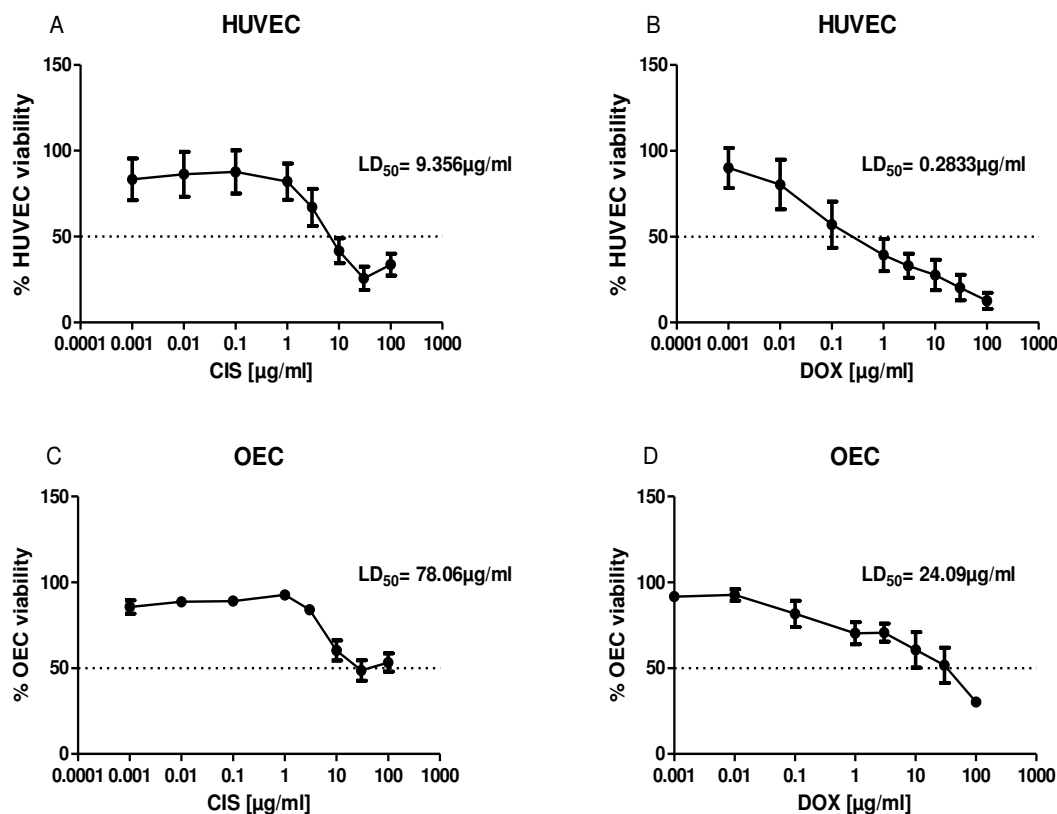 A
HUVEC
150
100
50
0
% HUVEC viability
LD50= 9.356µg/ml
0.0001 0.001 0.01 0.1 1 10 100 1000
CIS [µg/ml]
B
HUVEC
150
100
50
0
% HUVEC viability
LD50= 0.2833µg/ml
0.0001 0.001 0.01 0.1 1 10 100 1000
DOX [µg/ml]
C
OEC
150
100
50
0
% OEC viability
LD50= 78.06µg/ml
0.0001 0.001 0.01 0.1 1 10 100 1000
CIS [µg/ml]
D
OEC
150
100
50
0
% OEC viability
LD50= 24.09µg/ml
0.001 0.01 0.1 1 10 100 1000
DOX [µg/ml]